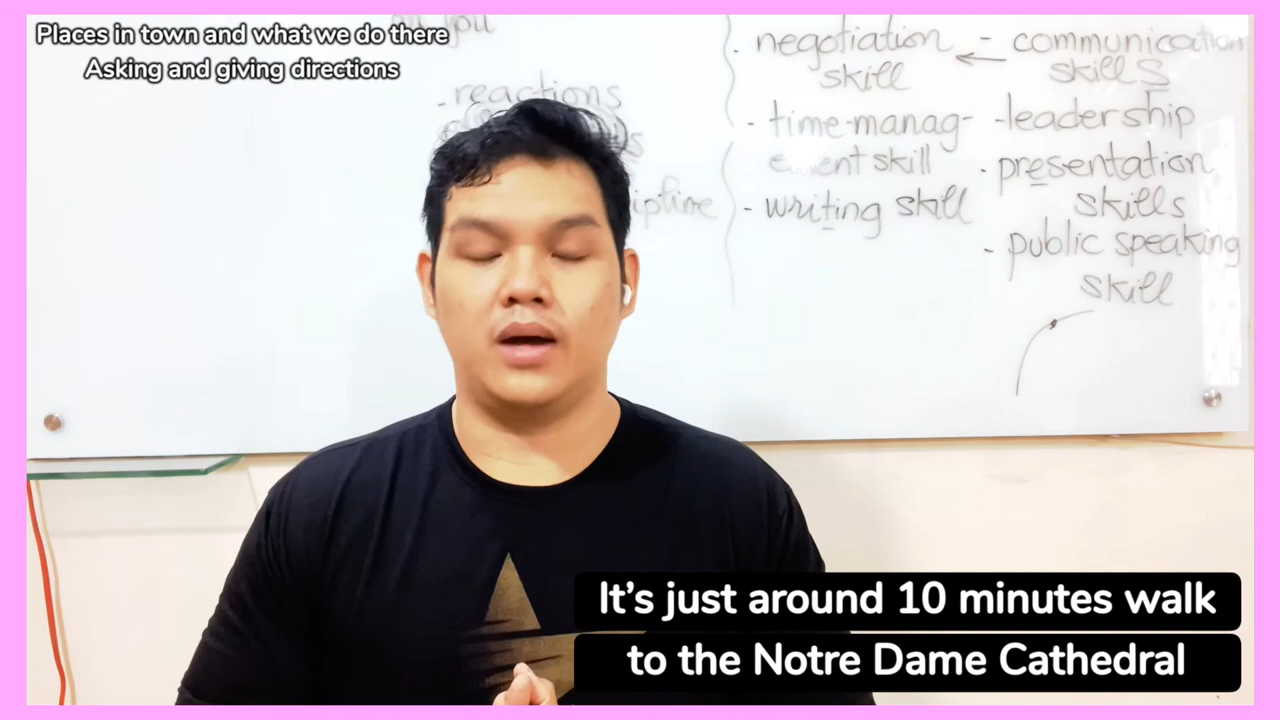 Places in town and what we do there
Asking and giving directions
you
- reactions
- negotiation
skill
- time-manag-
ement skill
- writing skill
- communication
skills
- leadership
- presentation
skills
- public speaking
skill
It's just around 10 minutes walk
to the Notre Dame Cathedral